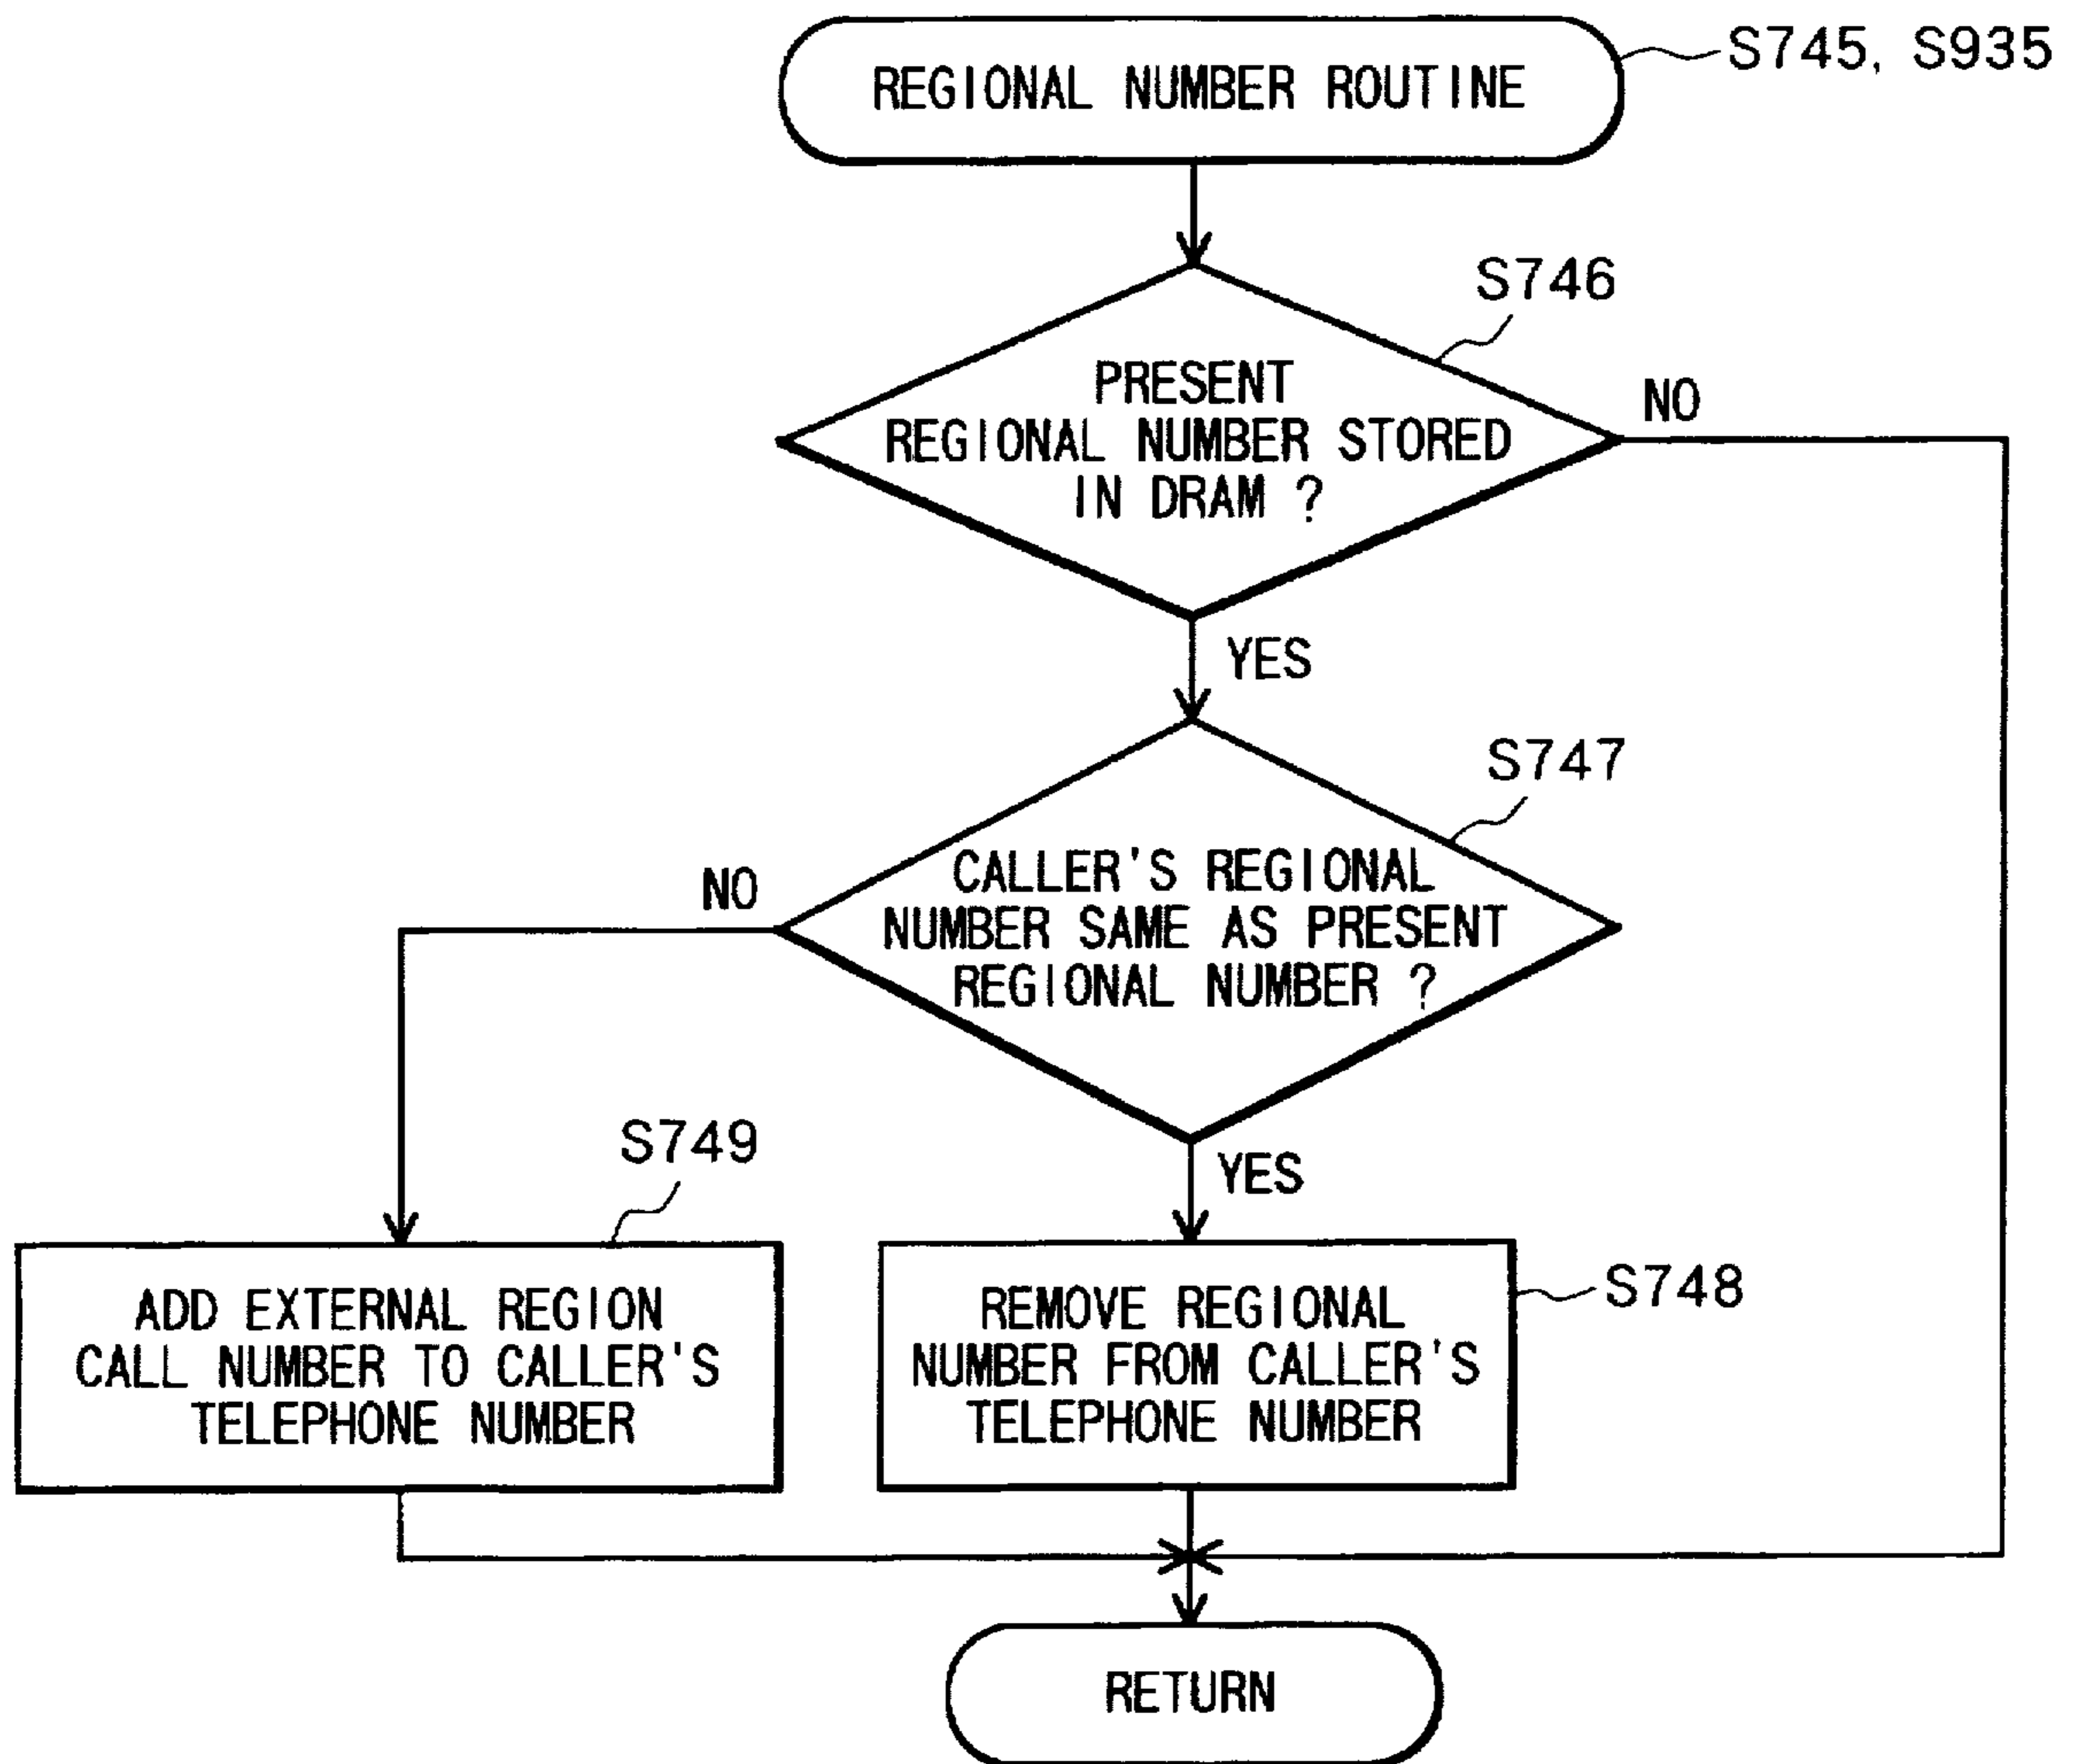 REGIONAL NUMBER ROUTINE
S745, S935
S746
PRESENT
REGIONAL NUMBER STORED
IN DRAM ?
NO
YES
S747
CALLER'S REGIONAL
NUMBER SAME AS PRESENT
REGIONAL NUMBER ?
NO
YES
S749
ADD EXTERNAL REGION
CALL NUMBER TO CALLER'S
TELEPHONE NUMBER
S748
REMOVE REGIONAL
NUMBER FROM CALLER'S
TELEPHONE NUMBER
RETURN